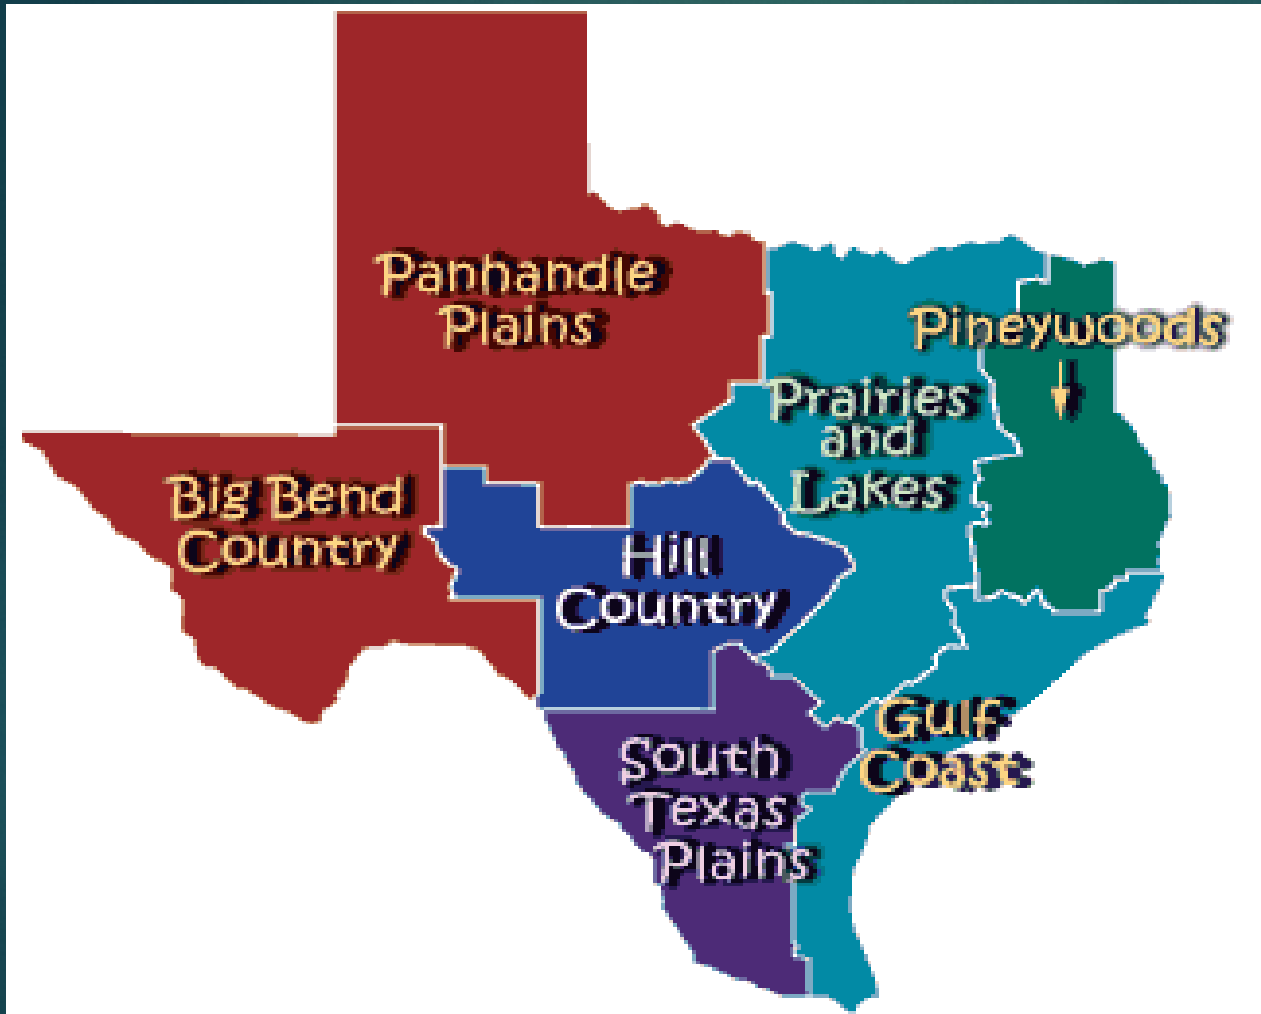 Panhandle
Plains
Pineywoods
Prairies
and
Lakes
Big Bend
Country
Hill
Country
Gulf
Coast
South
Texas
Plains